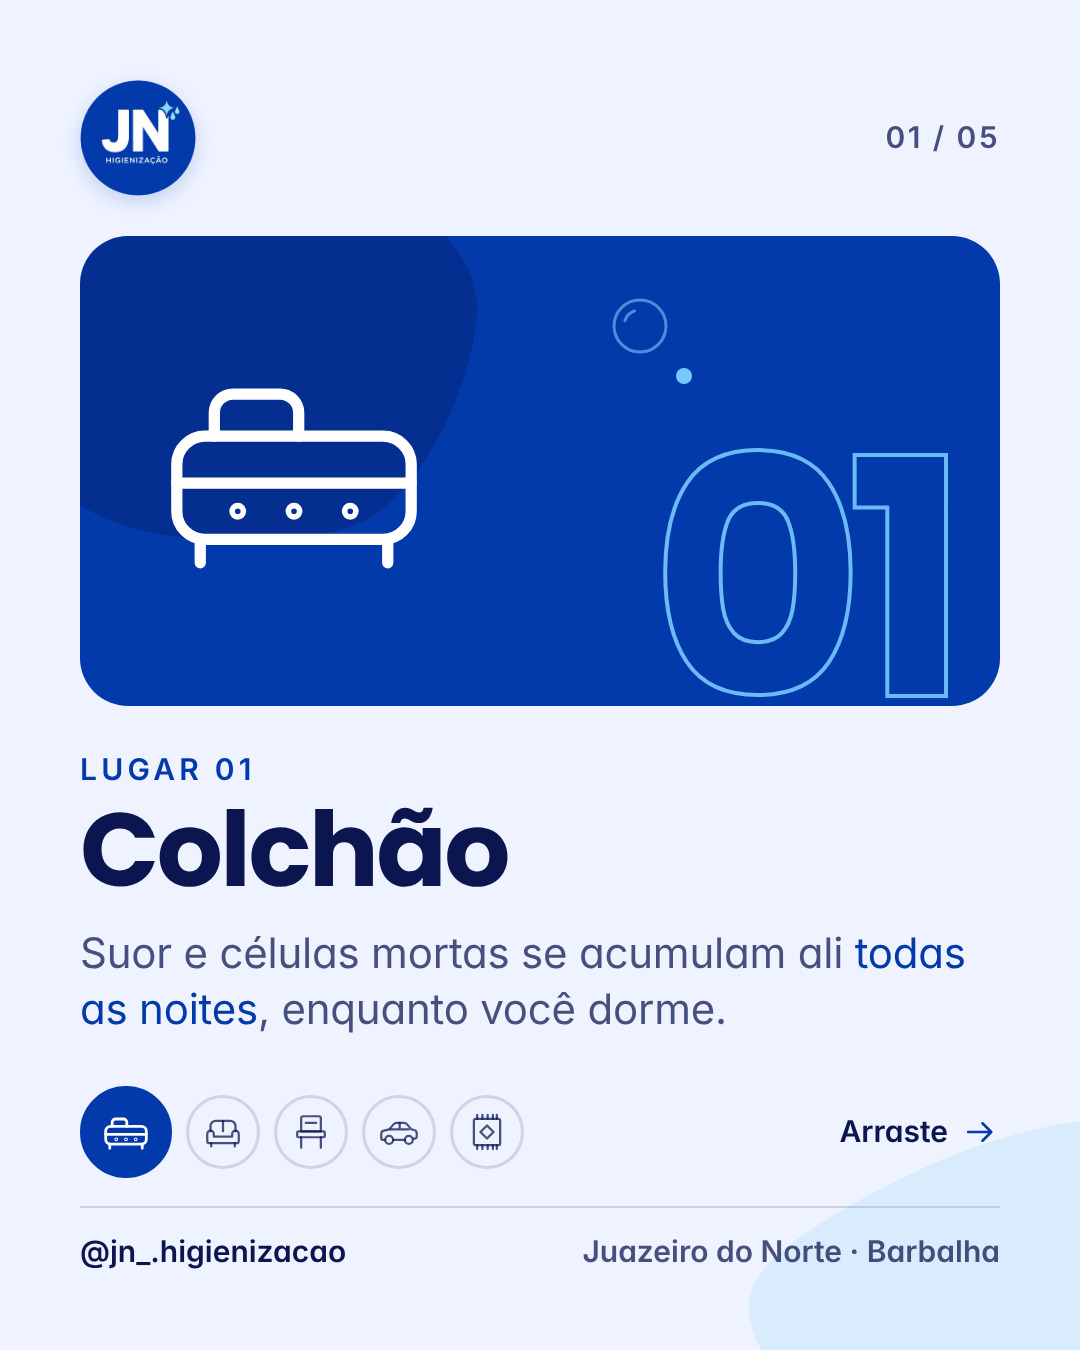 JN
HIGIENIZAÇÃO
01 / 05
01
LUGAR 01
Colchão
Suor e células mortas se acumulam ali todas
as noites, enquanto você dorme.
Arraste →
@jn_.higienizacao
Juazeiro do Norte · Barbalha